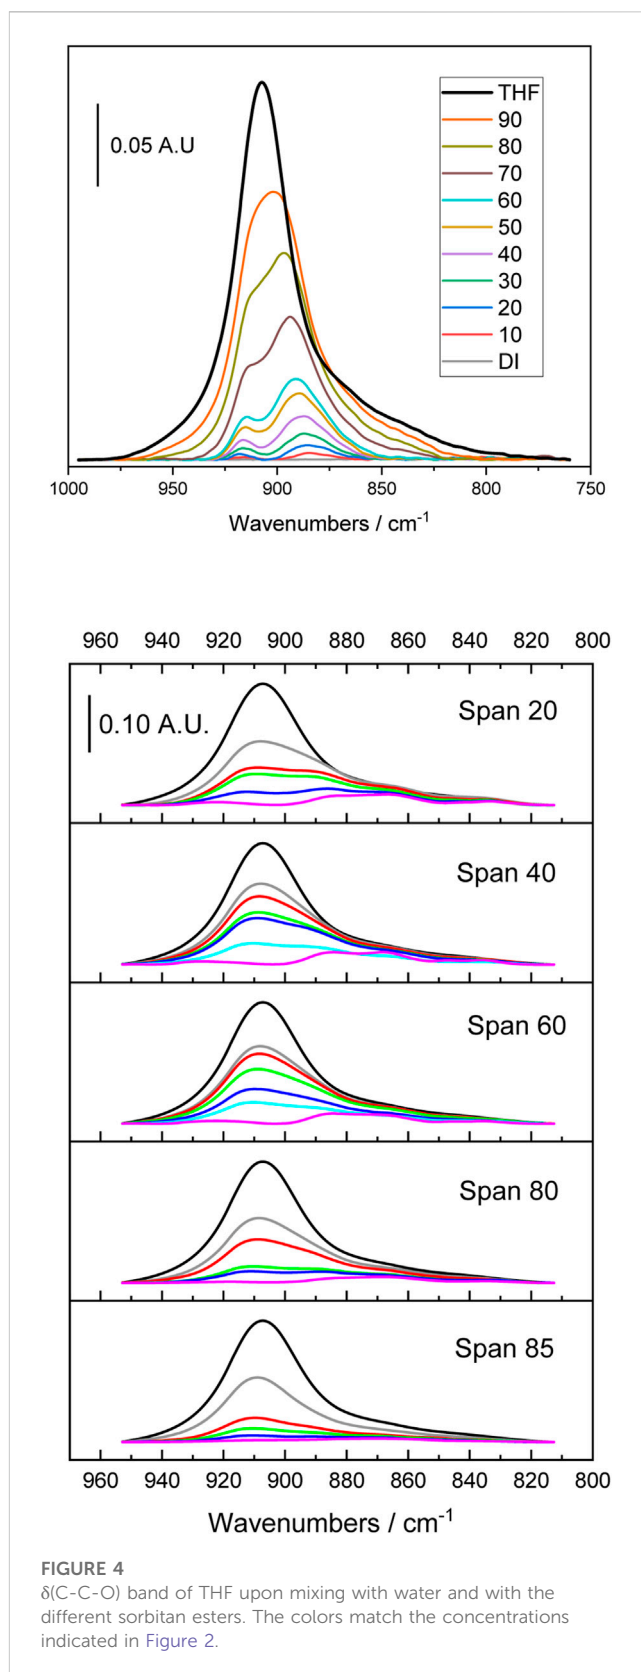 0.05 A.U
THF
90
80
70
60
50
40
30
20
10
DI
1000 950 900 850 800 750
Wavenumbers / cm-1
960 940 920 900 880 860 840 820 800
0.10 A.U.
Span 20
Span 40
Span 60
Span 80
Span 85
960 940 920 900 880 860 840 820 800
Wavenumbers / cm-1
FIGURE 4
δ(C-C-O) band of THF upon mixing with water and with the
different sorbitan esters. The colors match the concentrations
indicated in Figure 2.